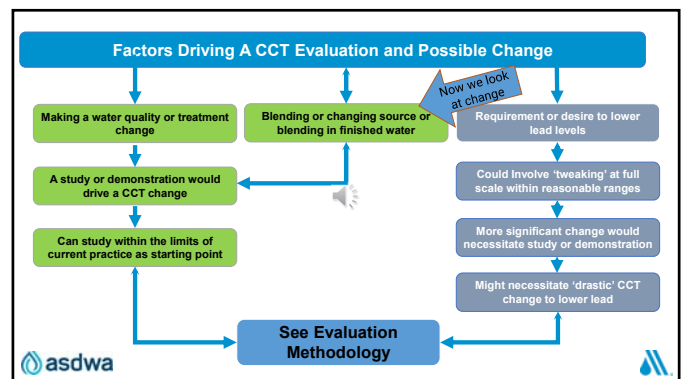 Factors Driving A CCT Evaluation and Possible Change
Now we look
at change
Making a water quality or treatment
change
Blending or changing source or
blending in finished water
Requirement or desire to lower
lead levels
A study or demonstration would
drive a CCT change
Could Involve ‘tweaking’ at full
scale within reasonable ranges
Can study within the limits of
current practice as starting point
More significant change would
necessitate study or demonstration
Might necessitate ‘drastic’ CCT
change to lower lead
See Evaluation
Methodology
asdwa